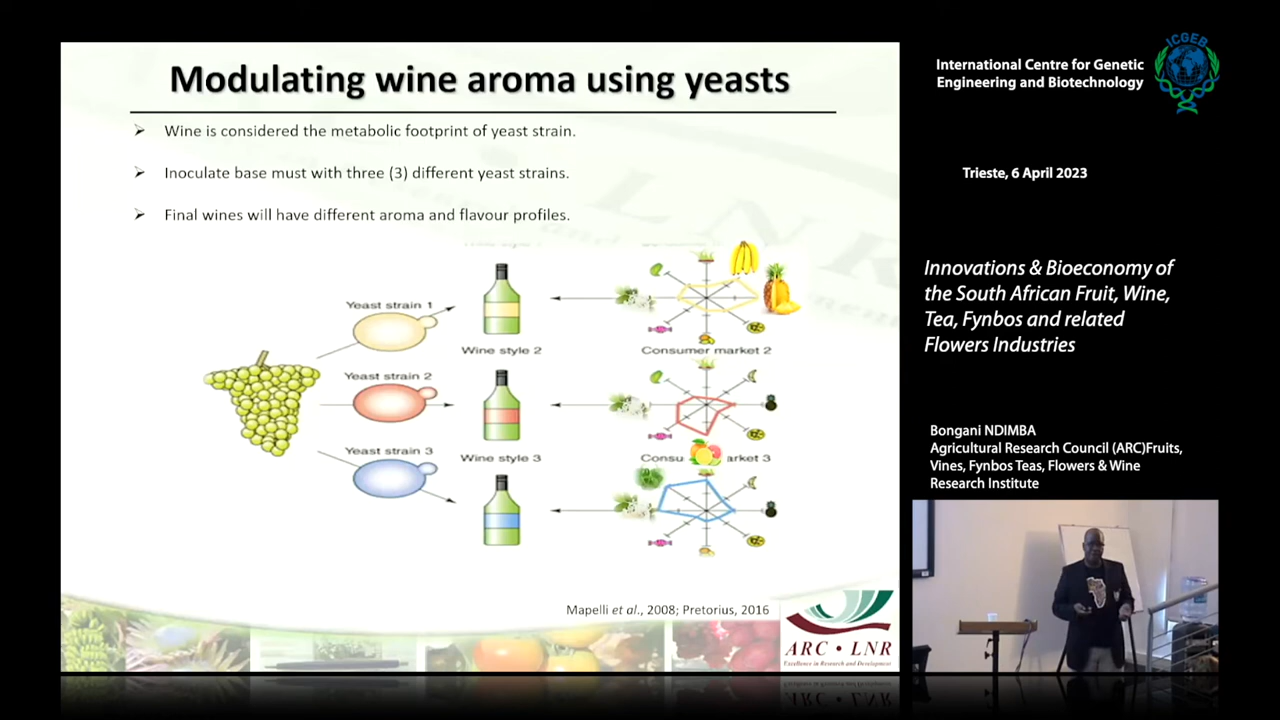 Modulating wine aroma using yeasts
Wine is considered the metabolic footprint of yeast strain.
Inoculate base must with three (3) different yeast strains.
Final wines will have different aroma and flavour profiles.
Yeast strain 1
Wine style 2
Consumer market 2
Yeast strain 2
Yeast strain 3
Wine style 3
Consu
arket 3
Mapelli et al., 2008; Pretorius, 2016
ARC • LNR
Excellence in Research and Development
International Centre for Genetic
Engineering and Biotechnology
ICGEB
Trieste, 6 April 2023
Innovations & Bioeconomy of
the South African Fruit, Wine,
Tea, Fynbos and related
Flowers Industries
Bongani NDIMBA
Agricultural Research Council (ARC)Fruits,
Vines, Fynbos Teas, Flowers & Wine
Research Institute